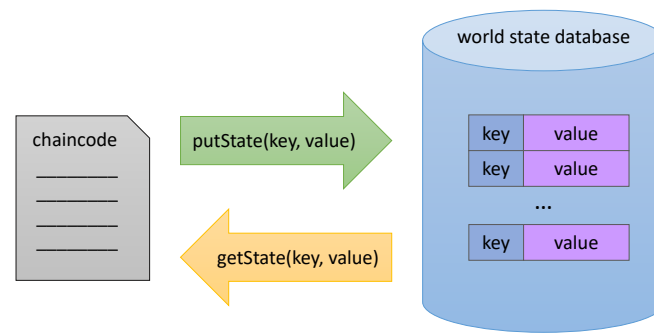 world state database
chaincode
putState(key, value)
getState(key, value)
key value
key value
...
key value